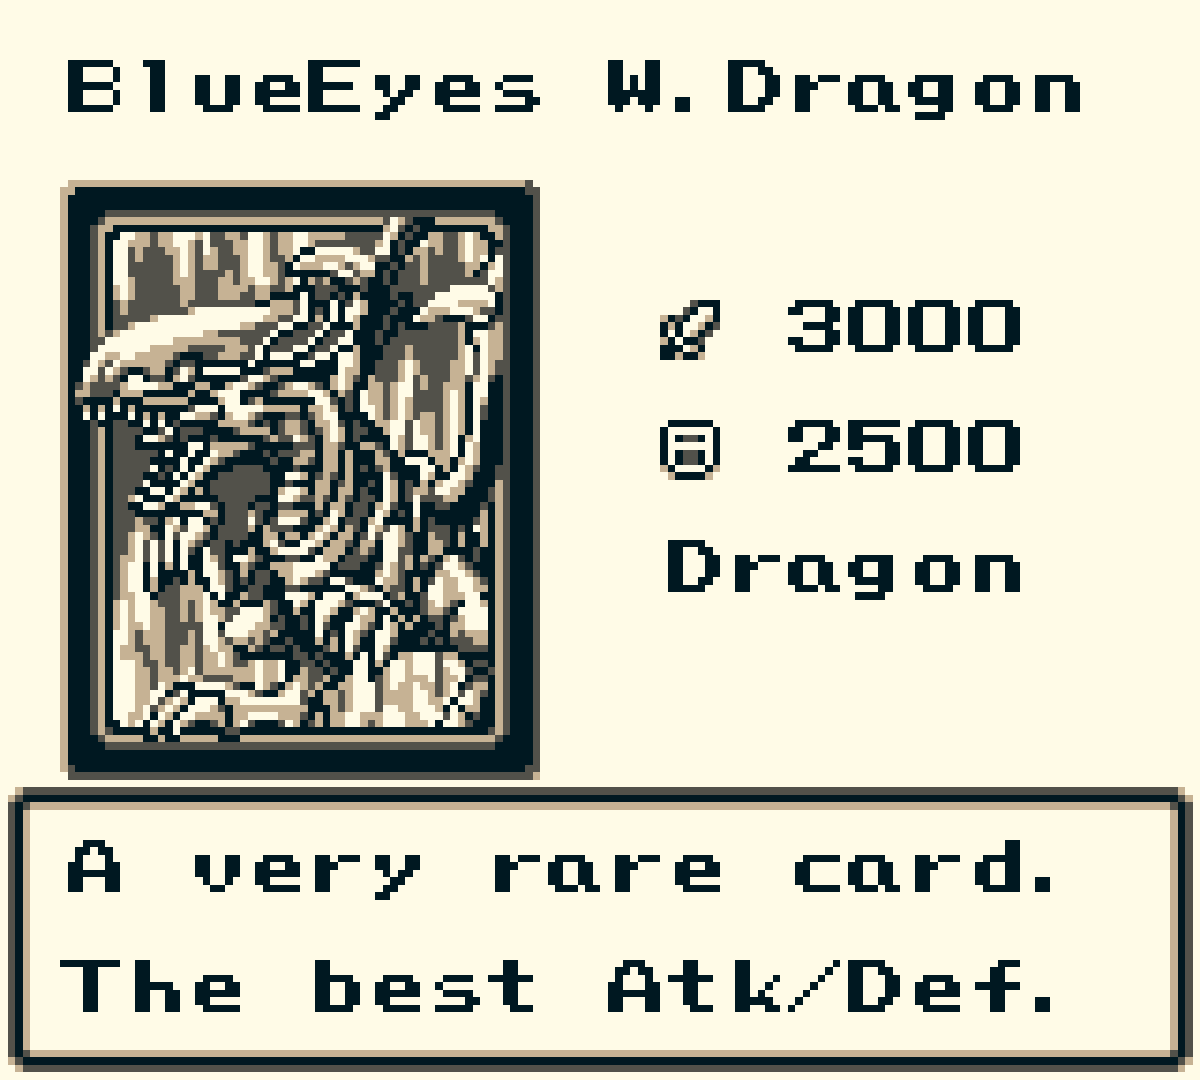 BlueEyes W.Dragon
3000
2500
Dragon
A very rare card.
The best Atk/Def.